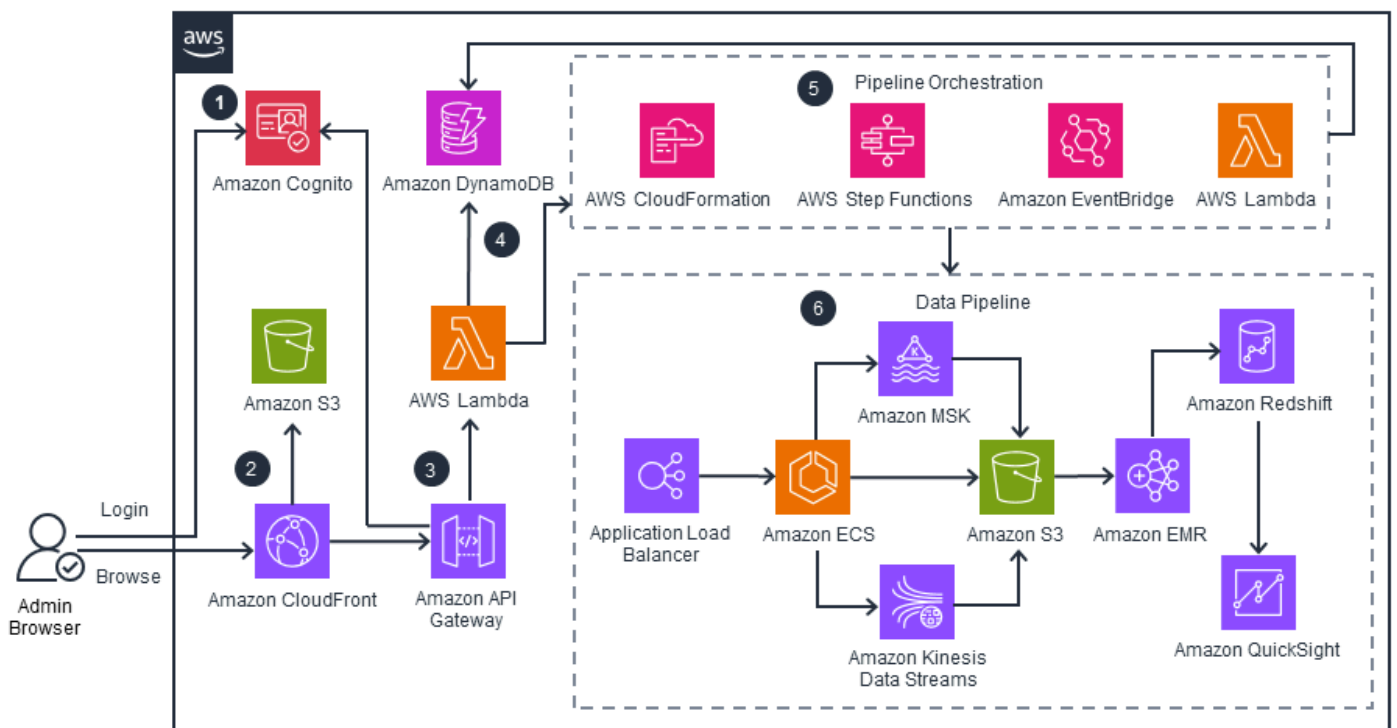 aws
5
Pipeline Orchestration
1
Amazon Cognito
Amazon DynamoDB
AWS CloudFormation
AWS Step Functions
Amazon EventBridge
AWS Lambda
4
6
Data Pipeline
Amazon S3
AWS Lambda
K
Amazon MSK
Amazon Redshift
2
3
Login
Browse
Admin
Browser
Amazon CloudFront
</>
Amazon API
Gateway
Application Load
Balancer
Amazon ECS
Amazon S3
Amazon EMR
Amazon Kinesis
Data Streams
Amazon QuickSight